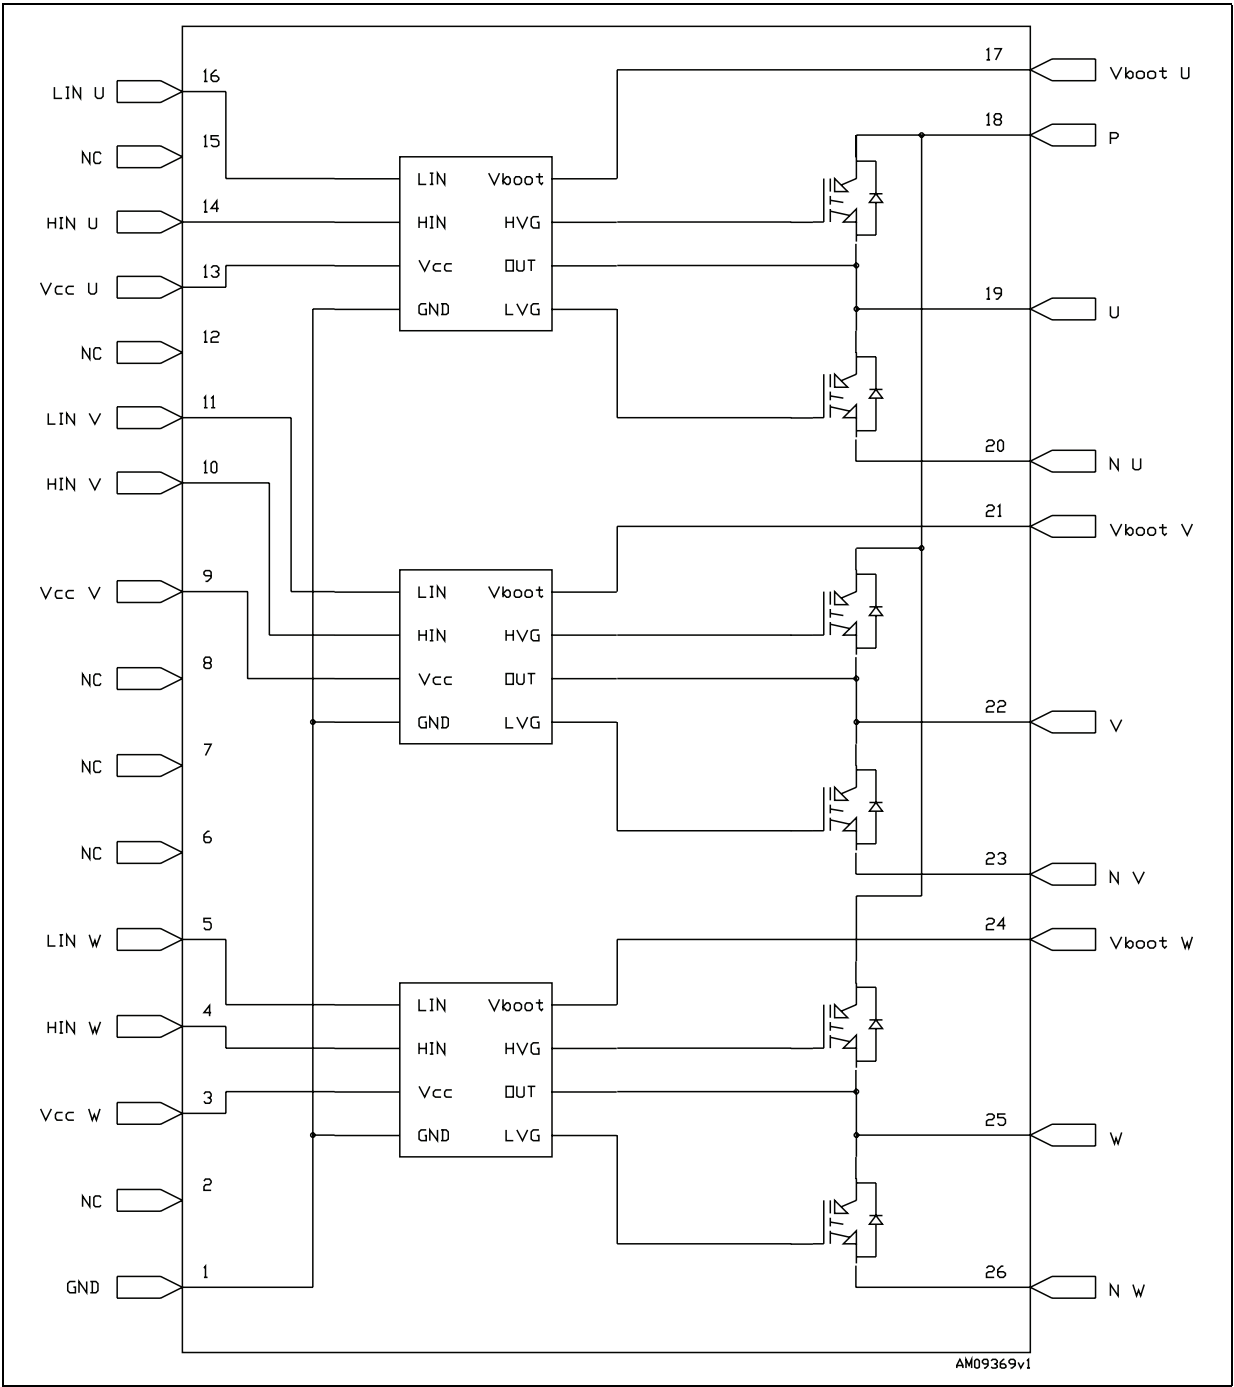 17
Vboot U
16
LIN U
18
P
15
NC
LIN Vboot
14
HIN U
HIN HVG
13
Vcc U
Vcc OUT
19
U
GND LVG
12
NC
11
LIN V
20
N U
10
HIN V
21
Vboot V
9
Vcc V
LIN Vboot
HIN HVG
8
NC
Vcc OUT
22
V
GND LVG
7
NC
6
NC
23
N V
5
LIN W
24
Vboot W
LIN Vboot
4
HIN W
HIN HVG
3
Vcc W
Vcc OUT
25
W
GND LVG
2
NC
1
GND
26
N W
AM09369v1